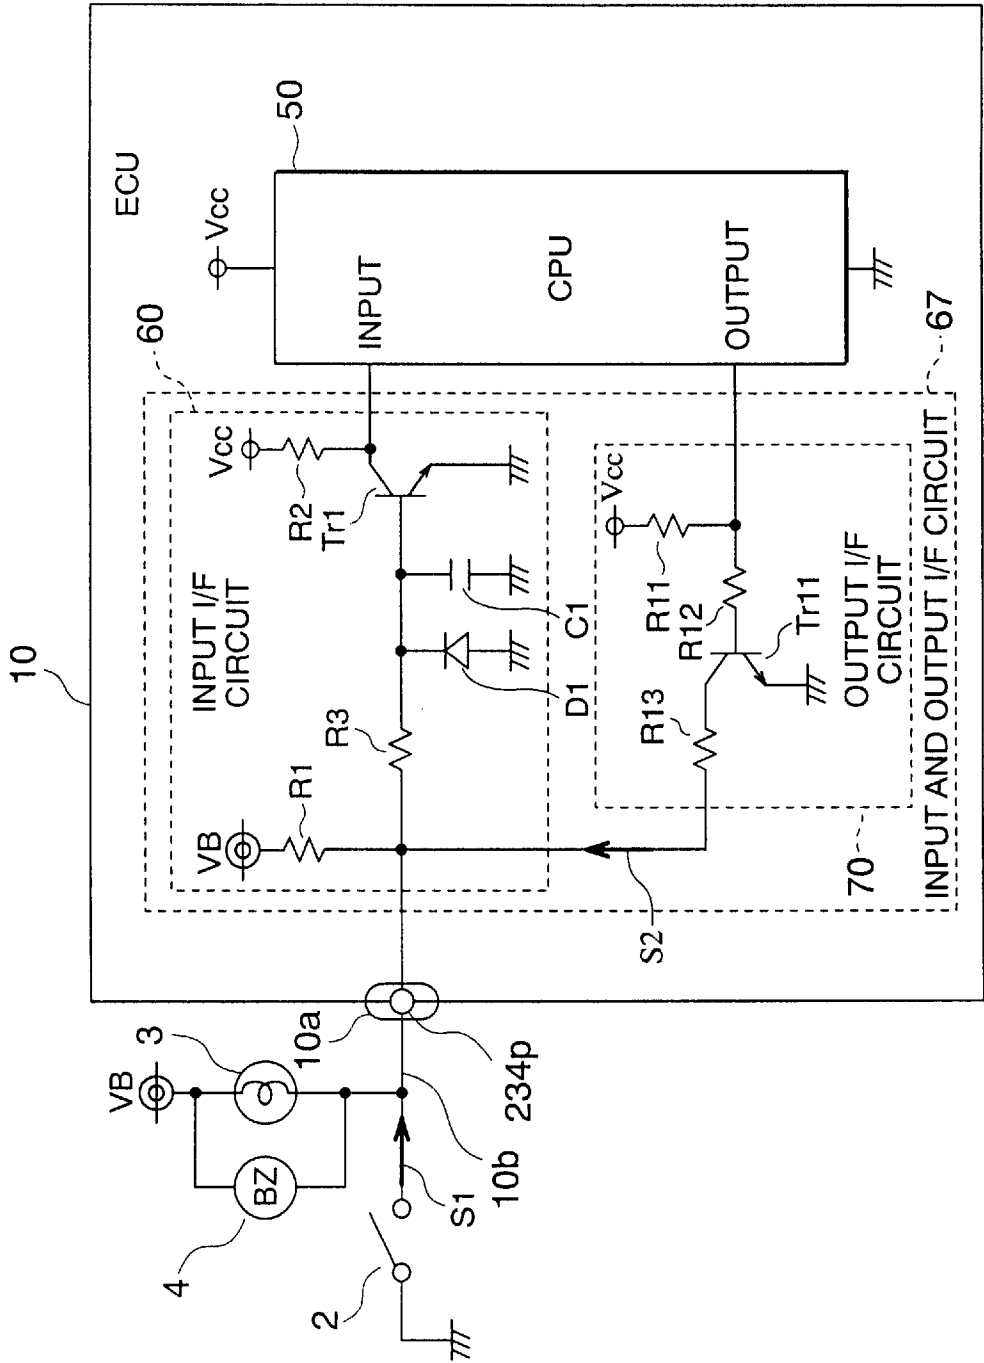 10
ECU
50
Vcc
INPUT
CPU
OUTPUT
60
67
INPUT I/F
CIRCUIT
Vcc
R2
Tr1
VB
R1
R3
C1
D1
Vcc
R11
R12
Tr11
R13
OUTPUT I/F
CIRCUIT
70
INPUT AND OUTPUT I/F CIRCUIT
S2
VB
3
BZ
4
10a
234p
10b
S1
2